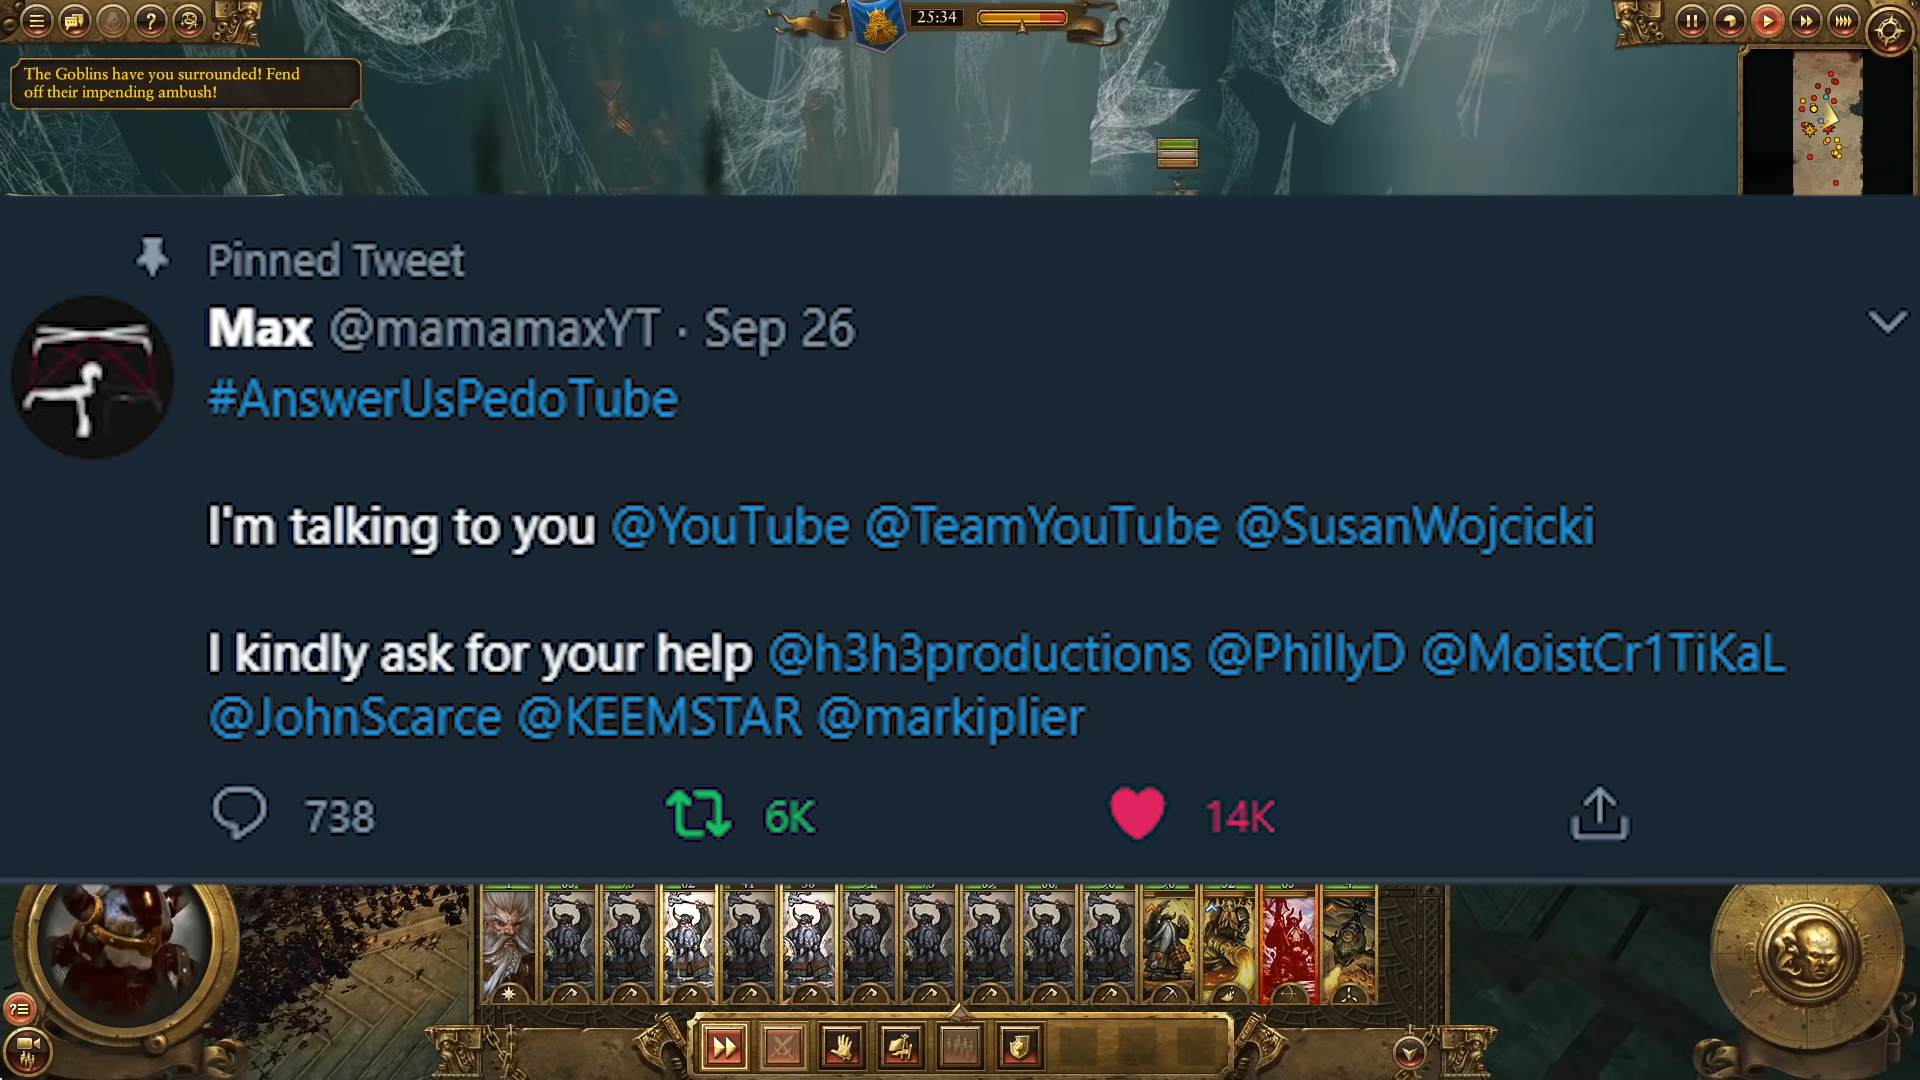 25:34
The Goblins have you surrounded! Fend
off their impending ambush!
Pinned Tweet
Max @mamamaxYT · Sep 26
#AnswerUsPedoTube
I'm talking to you @YouTube @TeamYouTube @SusanWojcicki
I kindly ask for your help @h3h3productions @PhillyD @MoistCr1TiKaL
@JohnScarce @KEEMSTAR @markiplier
738 6K 14K